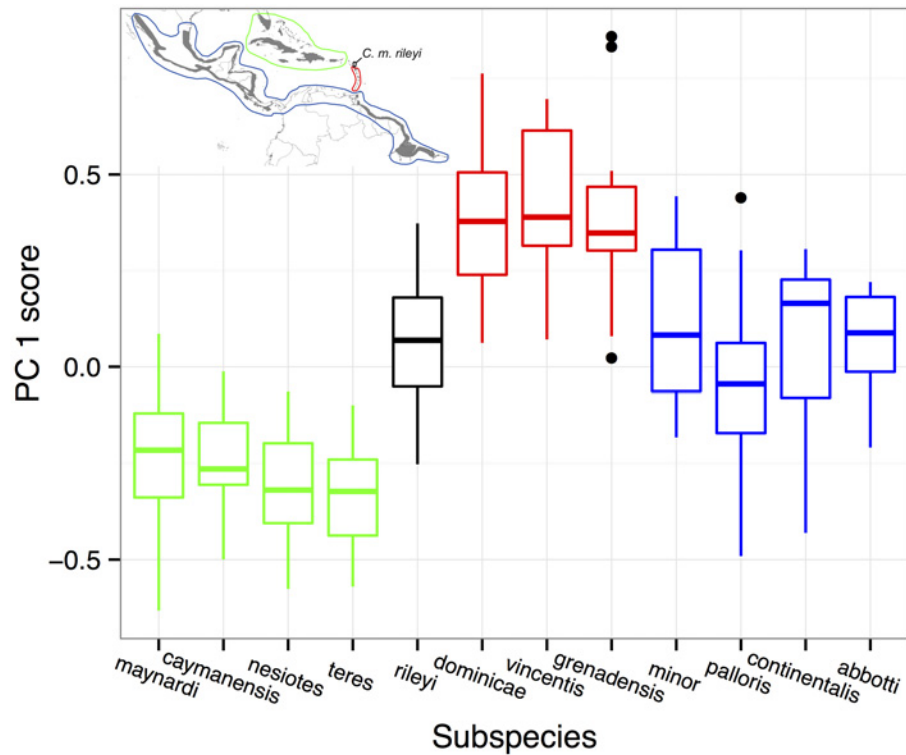 C. m. rileyi
PC 1 score
0.5
0.0
−0.5
maynardi
caymanensis
nesiotes
teres
rileyi
dominicae
vincentis
grenadensis
minor
palloris
continentalis
abbotti
Subspecies